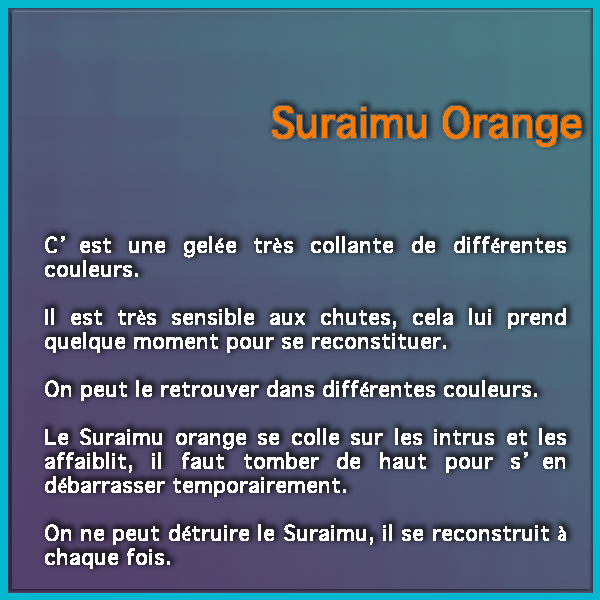 Suraimu Orange
C’ est une gelée très collante de différentes
couleurs.
Il est très sensible aux chutes, cela lui prend
quelque moment pour se reconstituer.
On peut le retrouver dans différentes couleurs.
Le Suraimu orange se colle sur les intrus et les
affaiblit, il faut tomber de haut pour s’ en
débarrasser temporairement.
On ne peut détruire le Suraimu, il se reconstruit à
chaque fois.